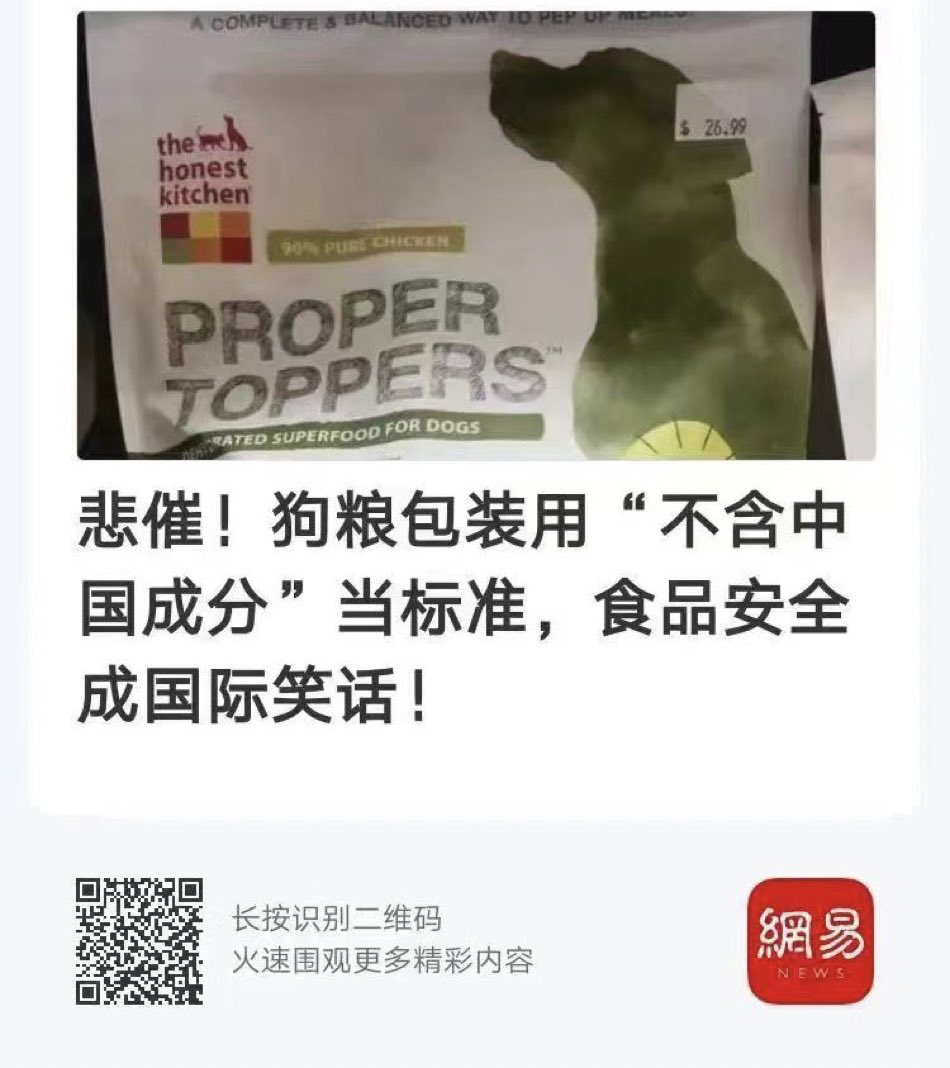 A COMPLETE & BALANCED WAY TO PEP UP MEALS!
$ 26.99
the
honest
kitchen
90% PURE CHICKEN
PROPER
TOPPERS™
RATED SUPERFOOD FOR DOGS
悲催！狗粮包装用“不含中
国成分”当标准，食品安全
成国际笑话！
长按识别二维码
火速围观更多精彩内容
網易
NEWS